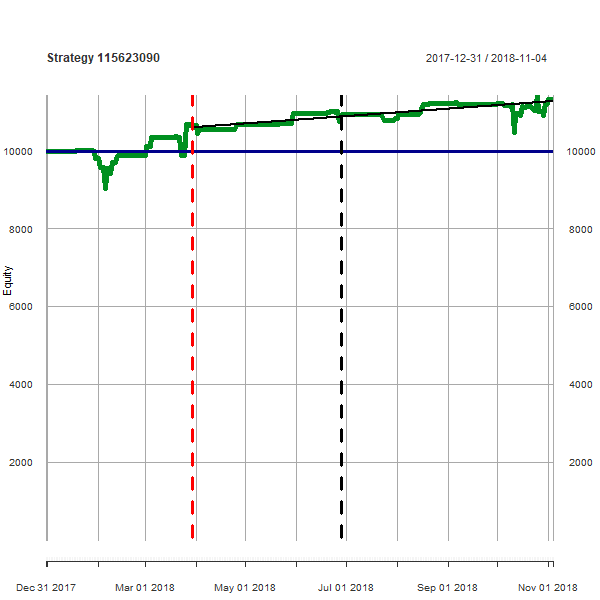 Strategy 115623090
2017-12-31 / 2018-11-04
Equity
10000
10000
8000
8000
6000
6000
4000
4000
2000
2000
Dec 31 2017
Mar 01 2018
May 01 2018
Jul 01 2018
Sep 01 2018
Nov 01 2018